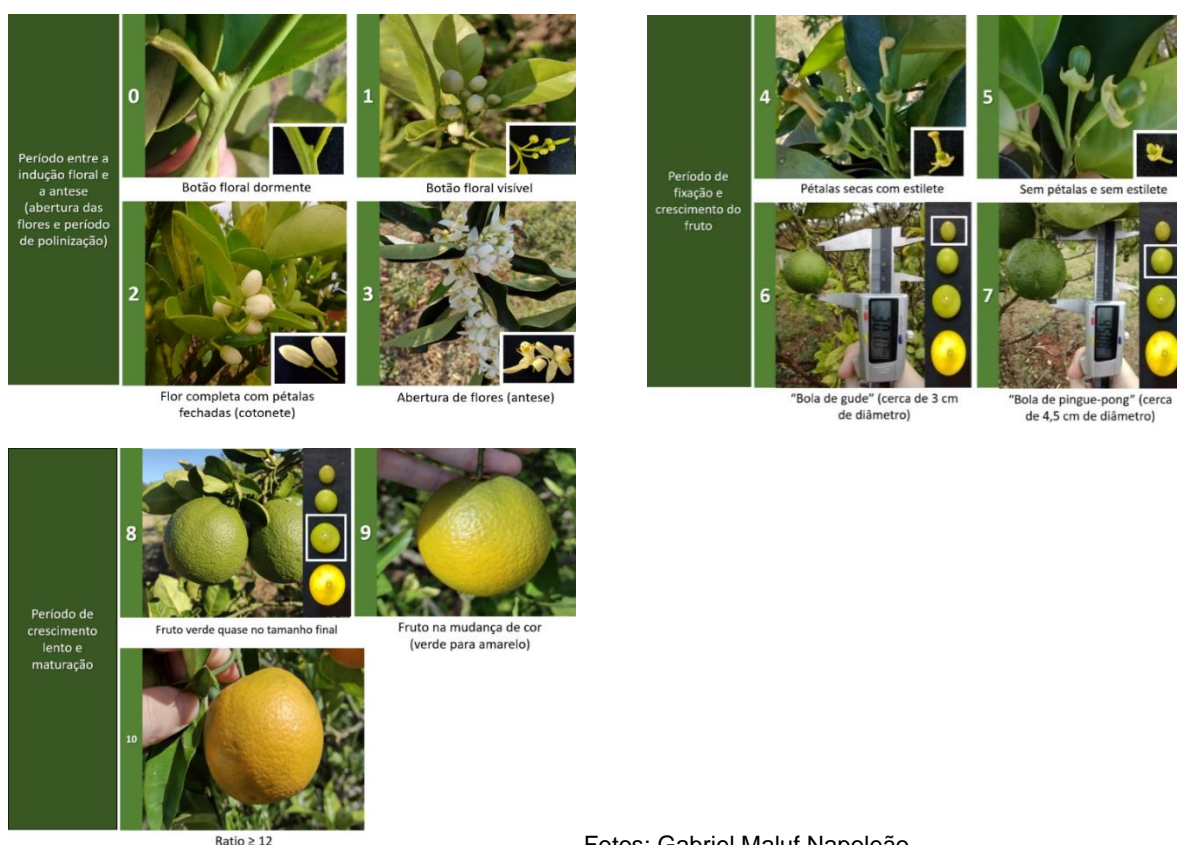 Período entre a
indução floral e
a antese
(abertura das
flores e período
de polinização)
0
Botão floral dormente
1
Botão floral visível
2
Flor completa com pétalas
fechadas (cotonete)
3
Abertura de flores (antese)
Período de
fixação e
crescimento do
fruto
4
Pétalas secas com estilete
5
Sem pétalas e sem estilete
6
"Bola de gude" (cerca de 3 cm
de diâmetro)
7
"Bola de pingue-pong" (cerca
de 4,5 cm de diâmetro)
Período de
crescimento
lento e
maturação
8
Fruto verde quase no tamanho final
9
Fruto na mudança de cor
(verde para amarelo)
10
Ratio ≥ 12
Fotos: Gabriel Maluf Napoleão